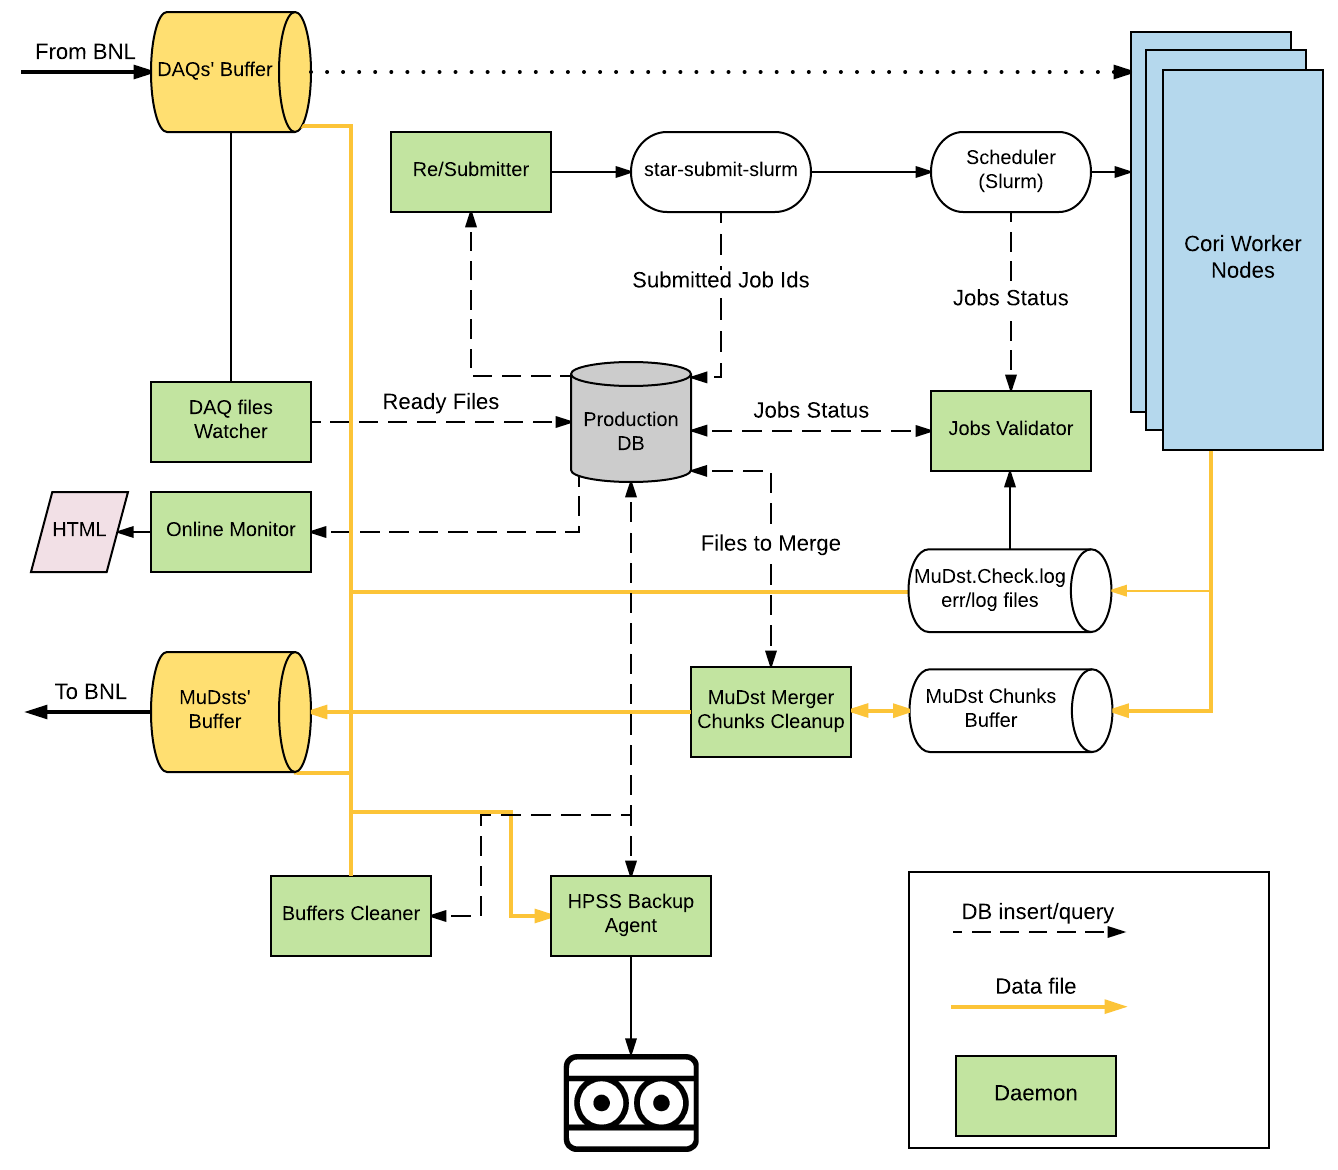 From BNL
DAQs' Buffer
Re/Submitter
star-submit-slurm
Scheduler
(Slurm)
Cori Worker
Nodes
Submitted Job Ids
Jobs Status
DAQ files
Watcher
Ready Files
Production
DB
Jobs Status
Jobs Validator
HTML
Online Monitor
Files to Merge
MuDst.Check.log
err/log files
To BNL
MuDsts'
Buffer
MuDst Merger
Chunks Cleanup
MuDst Chunks
Buffer
Buffers Cleaner
HPSS Backup
Agent
DB insert/query
Data file
Daemon